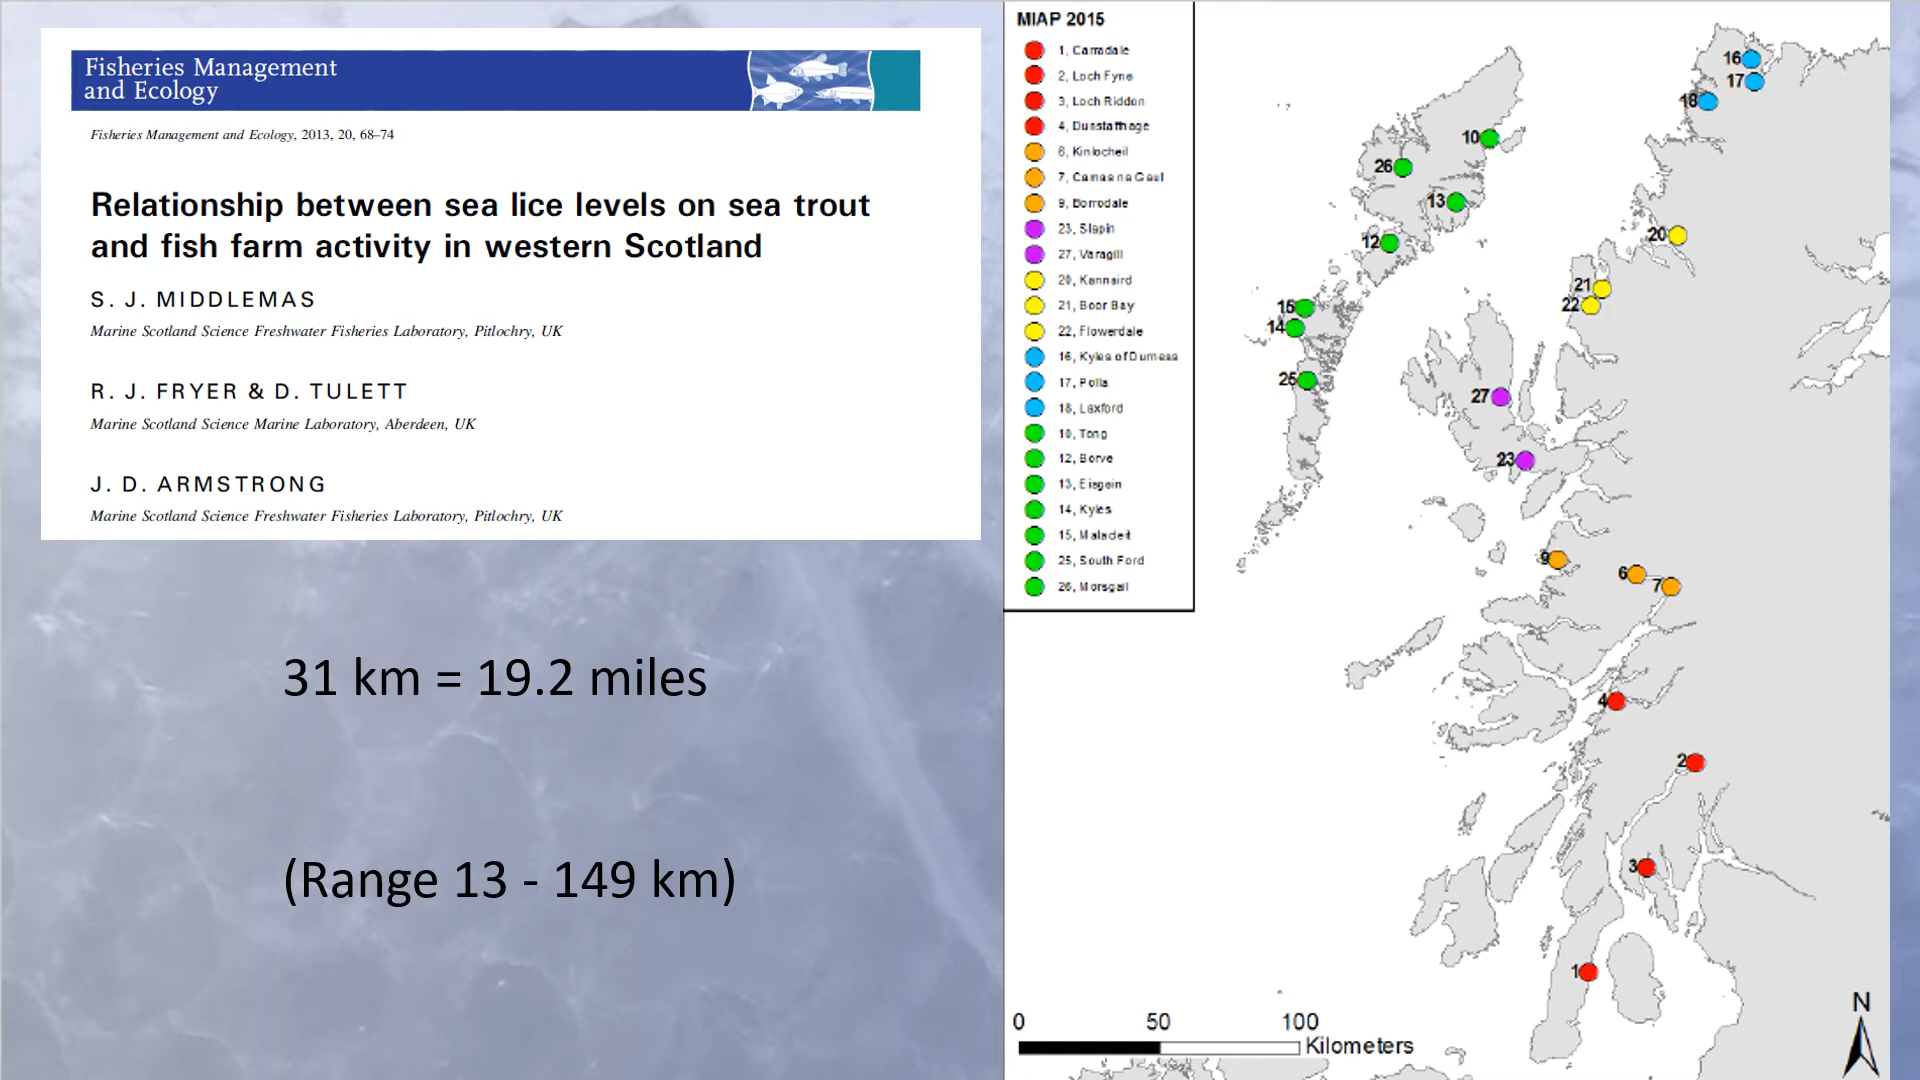 Fisheries Management
and Ecology
Fisheries Management and Ecology, 2013, 20, 68–74
Relationship between sea lice levels on sea trout
and fish farm activity in western Scotland
S. J. MIDDLEMAS
Marine Scotland Science Freshwater Fisheries Laboratory, Pitlochry, UK
R. J. FRYER & D. TULETT
Marine Scotland Science Marine Laboratory, Aberdeen, UK
J. D. ARMSTRONG
Marine Scotland Science Freshwater Fisheries Laboratory, Pitlochry, UK
31 km = 19.2 miles
(Range 13 - 149 km)
MIAP 2015
1, Carradale
2, Loch Fyne
3, Loch Riddon
4, Dunstaffnage
6, Kinlocheil
7, Camas na Gaul
9, Borrodale
23, Slapin
27, Varagill
20, Kannaird
21, Boor Bay
22, Flowerdale
16, Kyles of Durness
17, Polla
18, Laxford
10, Tong
12, Borve
13, Eisgein
14, Kyles
15, Malacleit
25, South Ford
26, Morsgail
16
17
18
10
26
13
12
20
21
22
15
14
25
27
23
9
6
7
4
2
3
1
N
0 50 100
Kilometers